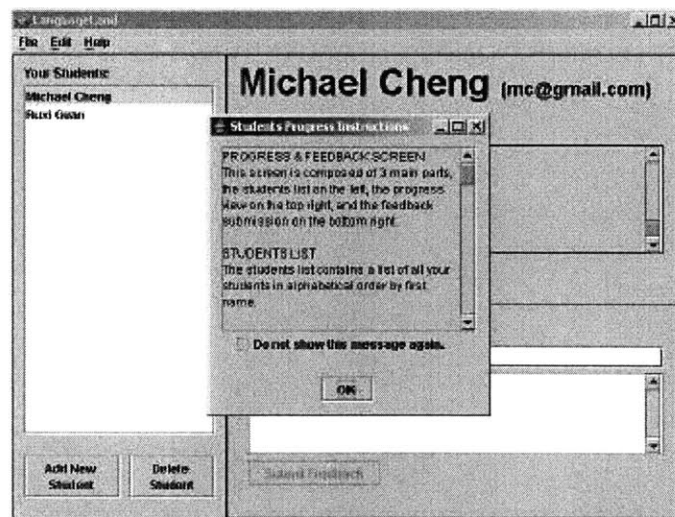 LanguageLand
File Edit Help
Your Students:
Michael Cheng
Ruxi Guan
Michael Cheng (mc@gmail.com)
Students Progress Instructions
PROGRESS & FEEDBACK SCREEN
This screen is composed of 3 main parts,
the students list on the left, the progress
view on the top right, and the feedback
submission on the bottom right.
STUDENTS LIST
The students list contains a list of all your
students in alphabetical order by first
name.
Do not show this message again.
OK
Add New
Student
Delete
Student
Submit Feedback